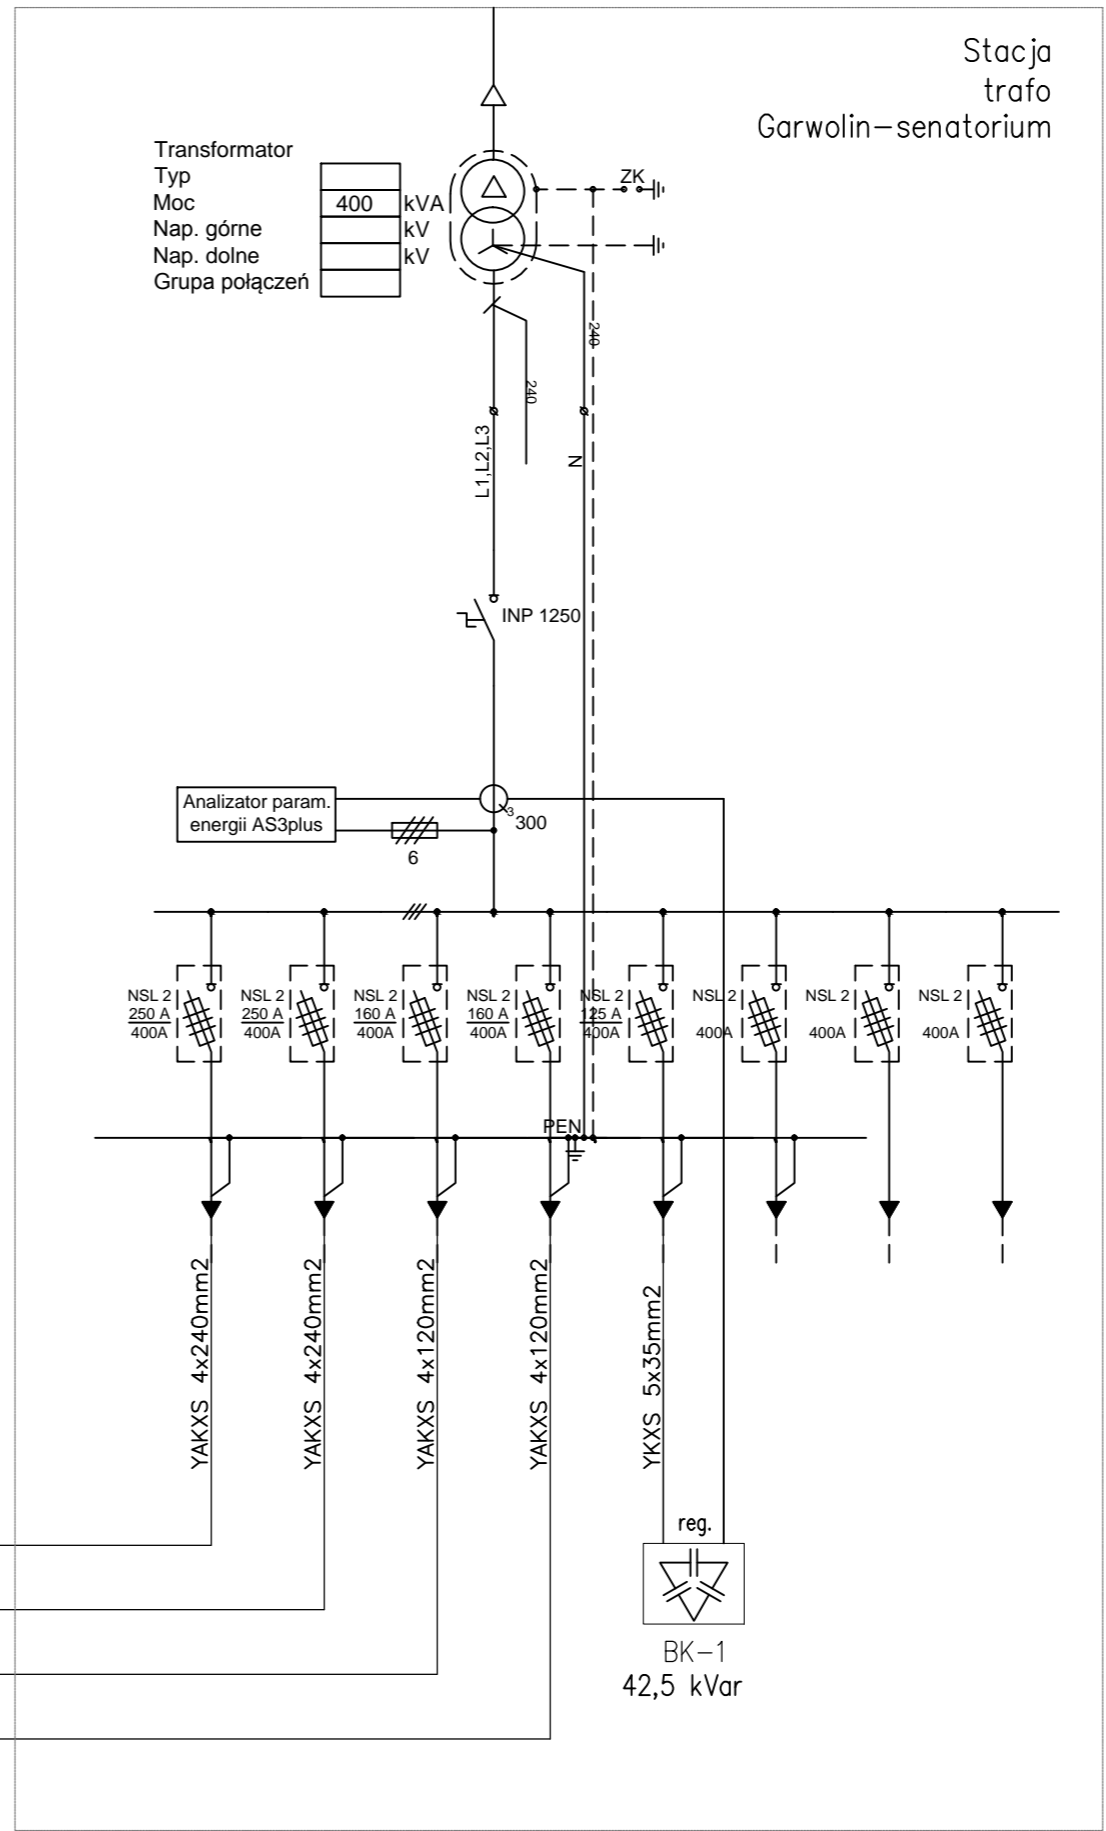 Stacja
trafo
Garwolin-senatorium
Transformator
Typ
Moc 400 kVA
Nap. górne kV
Nap. dolne kV
Grupa połączeń
ZK
240
240
L1,L2,L3
N
INP 1250
Analizator param.
energii AS3plus
3
300
6
NSL 2
250 A
400A
NSL 2
250 A
400A
NSL 2
160 A
400A
NSL 2
160 A
400A
NSL 2
125 A
400A
NSL 2
400A
NSL 2
400A
NSL 2
400A
PEN
YAKXS 4x240mm2
YAKXS 4x240mm2
YAKXS 4x120mm2
YAKXS 4x120mm2
YKXS 5x35mm2
reg.
BK-1
42,5 kVar